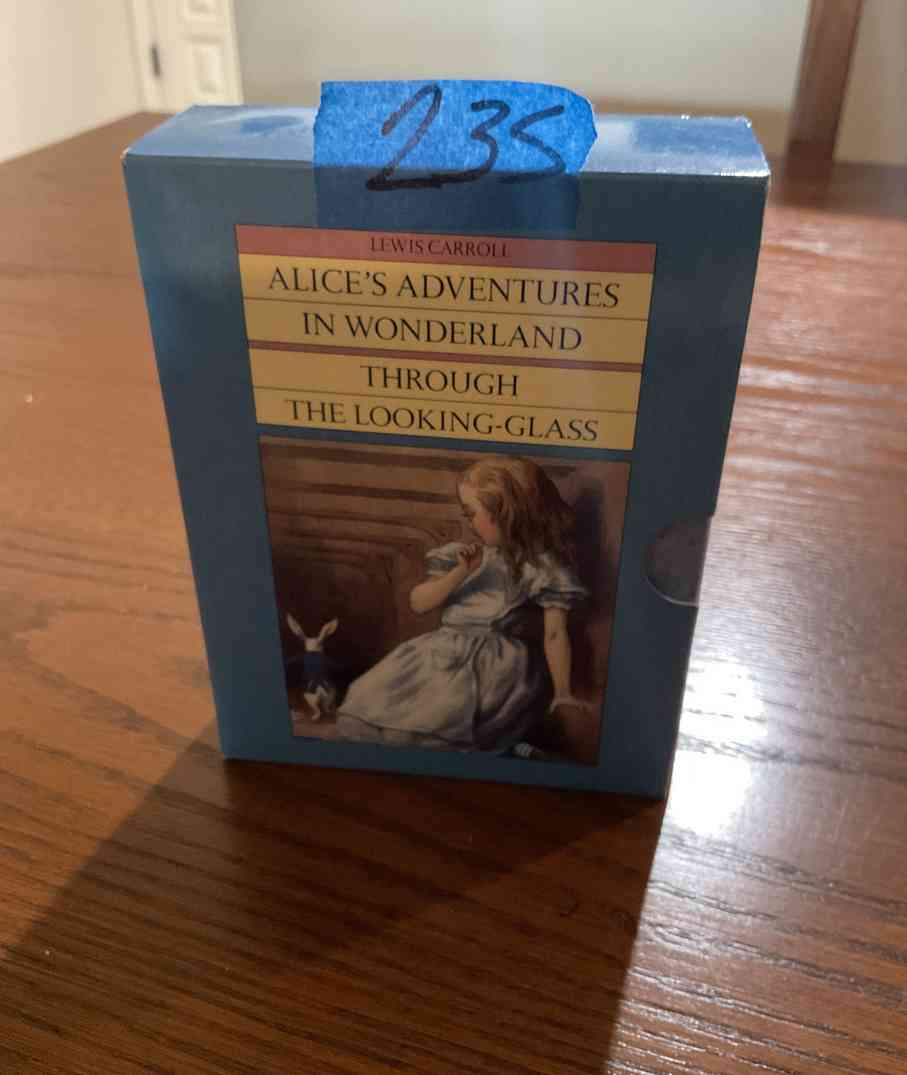 235
LEWIS CARROLL
ALICE'S ADVENTURES
IN WONDERLAND
THROUGH
THE LOOKING-GLASS